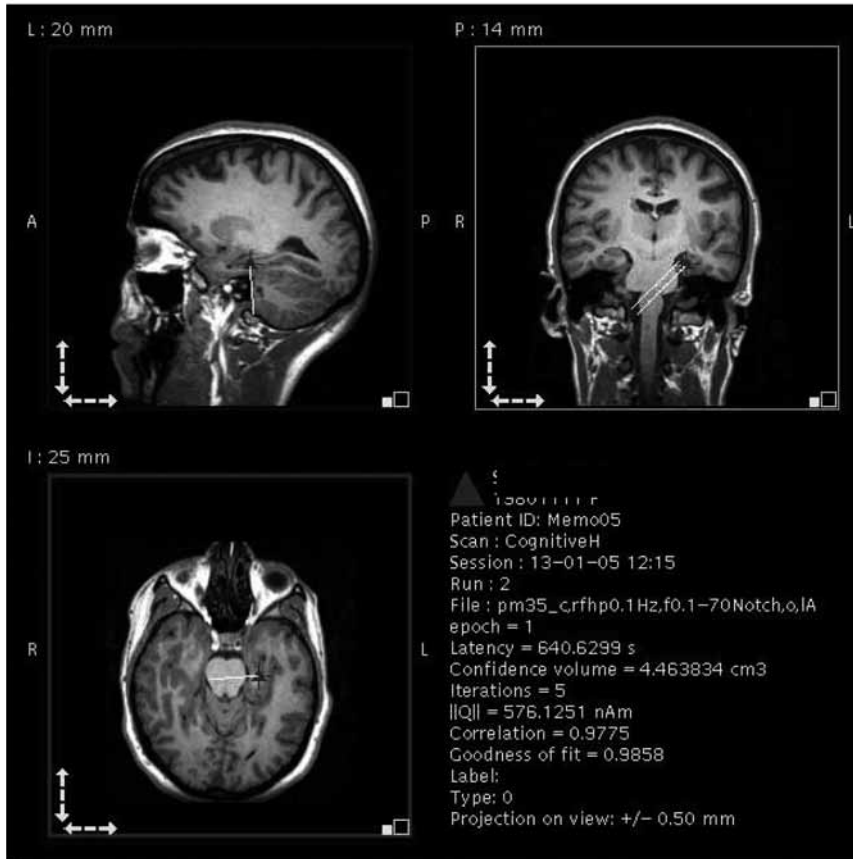 L : 20 mm
P : 14 mm
A
P
R
L
I : 25 mm
R
L
Patient ID: Memo05
Scan : CognitiveH
Session : 13-01-05 12:15
Run : 2
File : pm35_c,rfhp0.1Hz,f0.1-70Notch,o,lA
epoch = 1
Latency = 640.6299 s
Confidence volume = 4.463834 cm3
Iterations = 5
||Q|| = 576.1251 nAm
Correlation = 0.9775
Goodness of fit = 0.9858
Label:
Type: 0
Projection on view: +/- 0.50 mm